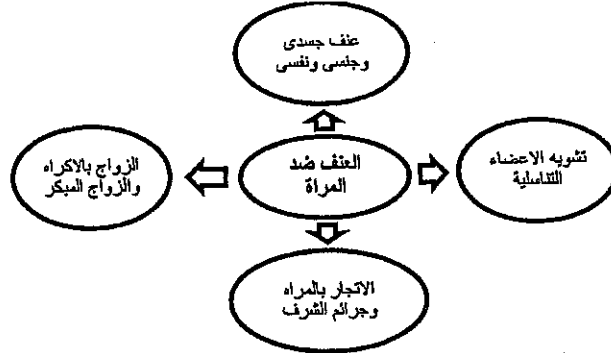 عنف جسدى
وجنسى ونفسى
تشويه الاعضاء
التناسلية
العنف ضد
المراة
الزواج بالاكراه
والزواج المبكر
الاتجار بالمراه
وجرائم الشرف